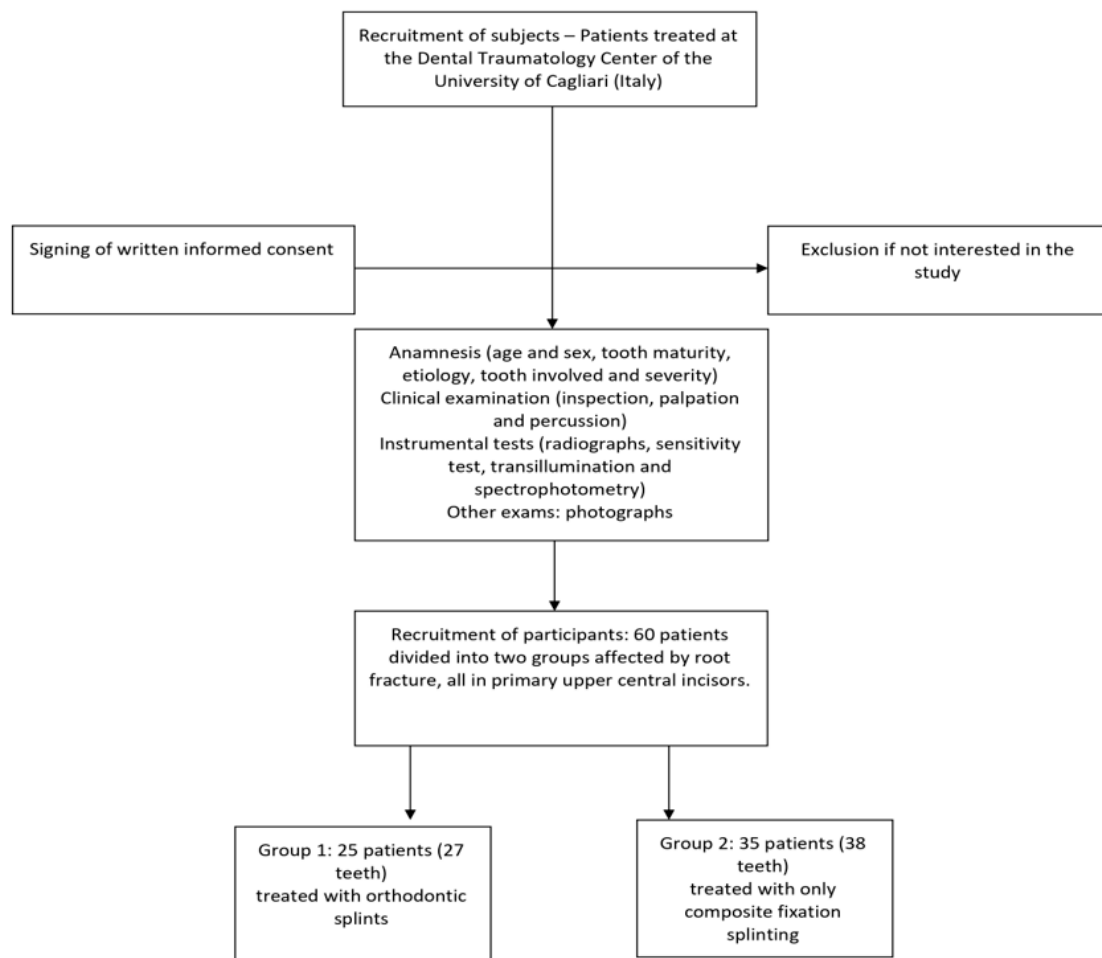 Recruitment of subjects – Patients treated at
the Dental Traumatology Center of the
University of Cagliari (Italy)
Signing of written informed consent
Exclusion if not interested in the
study
Anamnesis (age and sex, tooth maturity,
etiology, tooth involved and severity)
Clinical examination (inspection, palpation
and percussion)
Instrumental tests (radiographs, sensitivity
test, transillumination and
spectrophotometry)
Other exams: photographs
Recruitment of participants: 60 patients
divided into two groups affected by root
fracture, all in primary upper central incisors.
Group 1: 25 patients (27
teeth)
treated with orthodontic
splints
Group 2: 35 patients (38
teeth)
treated with only
composite fixation
splinting